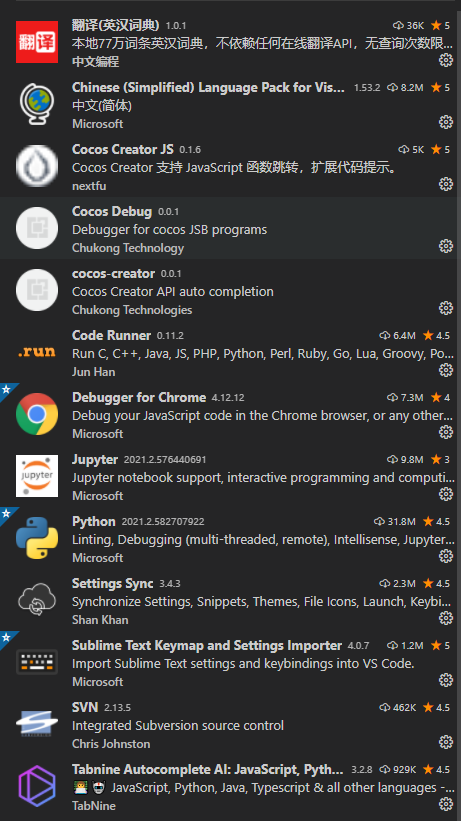 翻译
翻译(英汉词典) 1.0.1 36K 5
本地77万词条英汉词典，不依赖任何在线翻译API，无查询次数限...
中文编程
Chinese (Simplified) Language Pack for Vis... 1.53.2 8.2M 5
中文(简体)
Microsoft
Cocos Creator JS 0.1.6 5K 5
Cocos Creator 支持 JavaScript 函数跳转，扩展代码提示。
nextfu
Cocos Debug 0.0.1
Debugger for cocos JSB programs
Chukong Technology
cocos-creator 0.0.1
Cocos Creator API auto completion
Chukong Technologies
.run
Code Runner 0.11.2 6.4M 4.5
Run C, C++, Java, JS, PHP, Python, Perl, Ruby, Go, Lua, Groovy, Po...
Jun Han
Debugger for Chrome 4.12.12 7.3M 4
Debug your JavaScript code in the Chrome browser, or any other...
Microsoft
jupyter
Jupyter 2021.2.576440691 9.8M 3
Jupyter notebook support, interactive programming and computi...
Microsoft
Python 2021.2.582707922 31.8M 4.5
Linting, Debugging (multi-threaded, remote), Intellisense, Jupyter...
Microsoft
Settings Sync 3.4.3 2.3M 4.5
Synchronize Settings, Snippets, Themes, File Icons, Launch, Keybi...
Shan Khan
Sublime Text Keymap and Settings Importer 4.0.7 1.2M 5
Import Sublime Text settings and keybindings into VS Code.
Microsoft
SVN 2.13.5 462K 4.5
Integrated Subversion source control
Chris Johnston
Tabnine Autocomplete AI: JavaScript, Pyth... 3.2.8 929K 4.5
👨‍💻 🤖 JavaScript, Python, Java, Typescript & all other languages -...
TabNine